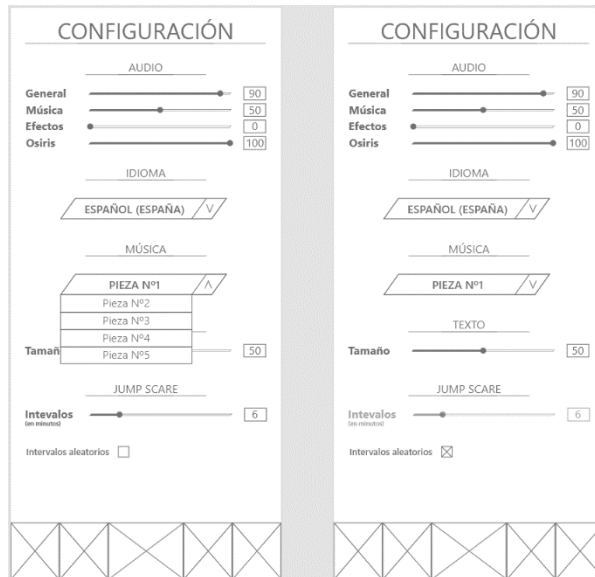 CONFIGURACIÓN
AUDIO
General 90
Música 50
Efectos 0
Osiris 100
IDIOMA
ESPAÑOL (ESPAÑA) V
MÚSICA
PIEZA Nº1 Λ
Pieza Nº2
Pieza Nº3
Pieza Nº4
Pieza Nº5
Tamañ 50
JUMP SCARE
Intevalos 6
(en minutos)
Intervalos aleatorios
CONFIGURACIÓN
AUDIO
General 90
Música 50
Efectos 0
Osiris 100
IDIOMA
ESPAÑOL (ESPAÑA) V
MÚSICA
PIEZA Nº1 V
TEXTO
Tamaño 50
JUMP SCARE
Intevalos 6
(en minutos)
Intervalos aleatorios